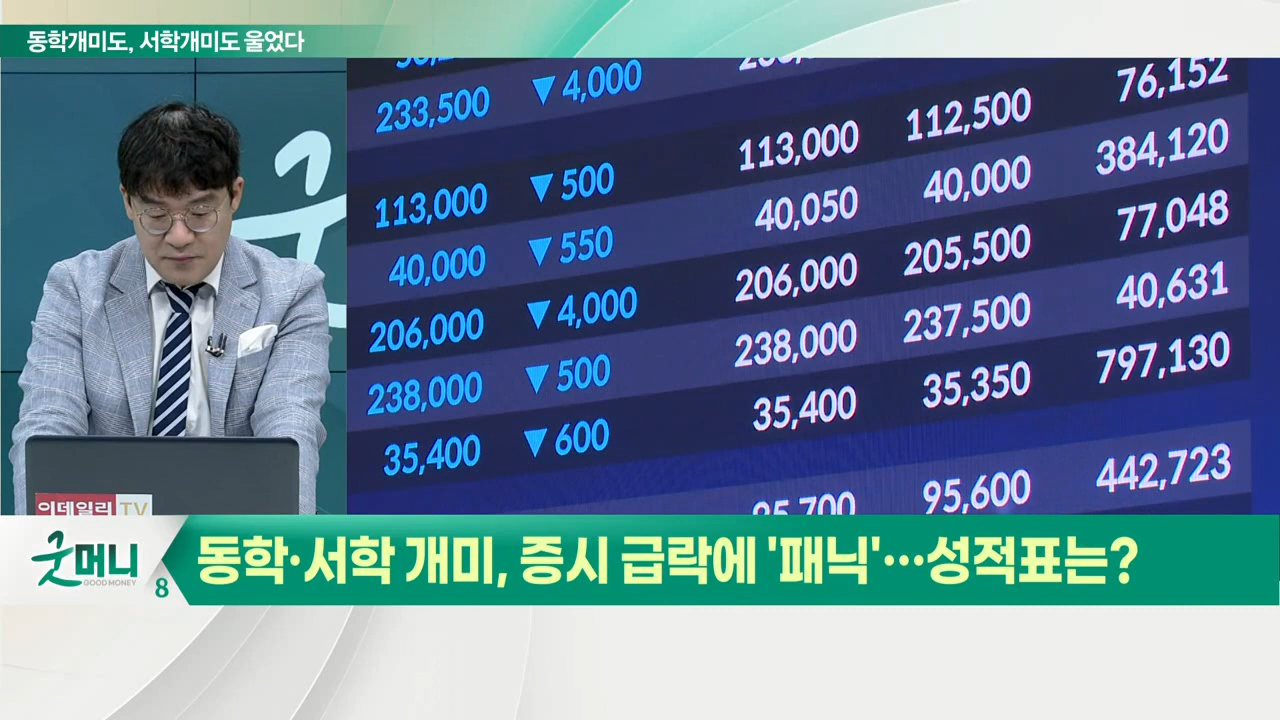 동학개미도, 서학개미도 울었다
233,500 ▼4,000
76,152
113,000 ▼500 113,000 112,500 384,120
40,000 ▼550 40,050 40,000 77,048
206,000 ▼4,000 206,000 205,500 40,631
238,000 ▼500 238,000 237,500 797,130
35,400 ▼600 35,400 35,350
95,600 442,723
이데일리 TV
굿머니
GOOD MONEY
8
동학·서학 개미, 증시 급락에 '패닉'…성적표는?